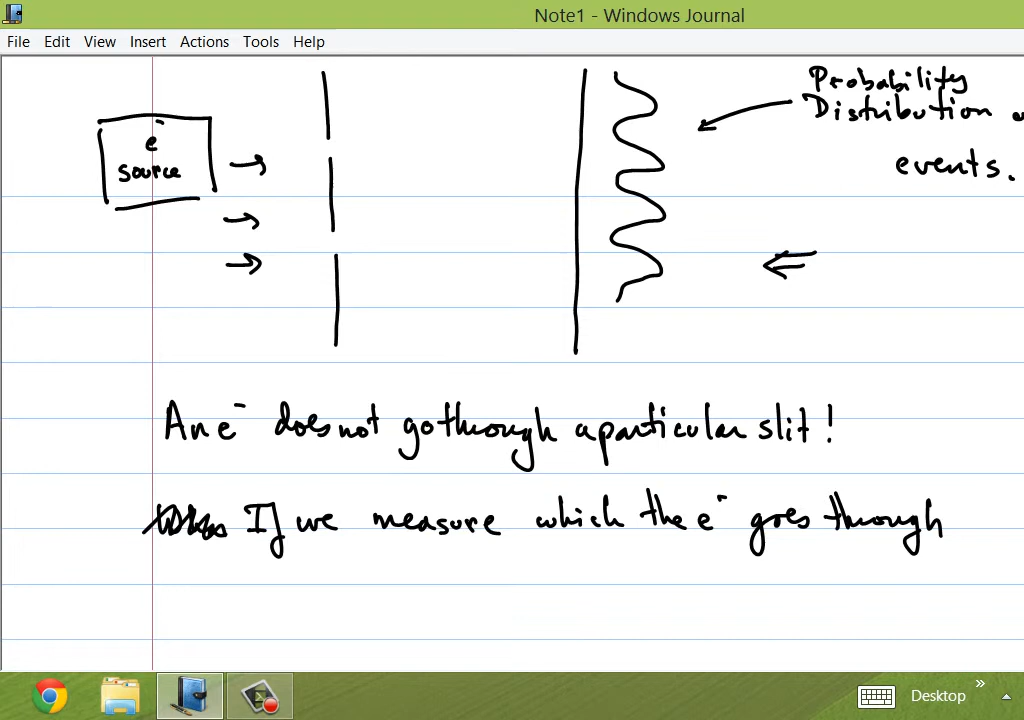 Note1 - Windows Journal
File Edit View Insert Actions Tools Help
Probability
Distribution
events.
e⁻
source
An e⁻ does not go through a particular slit!
If we measure which the e⁻ goes through
Desktop